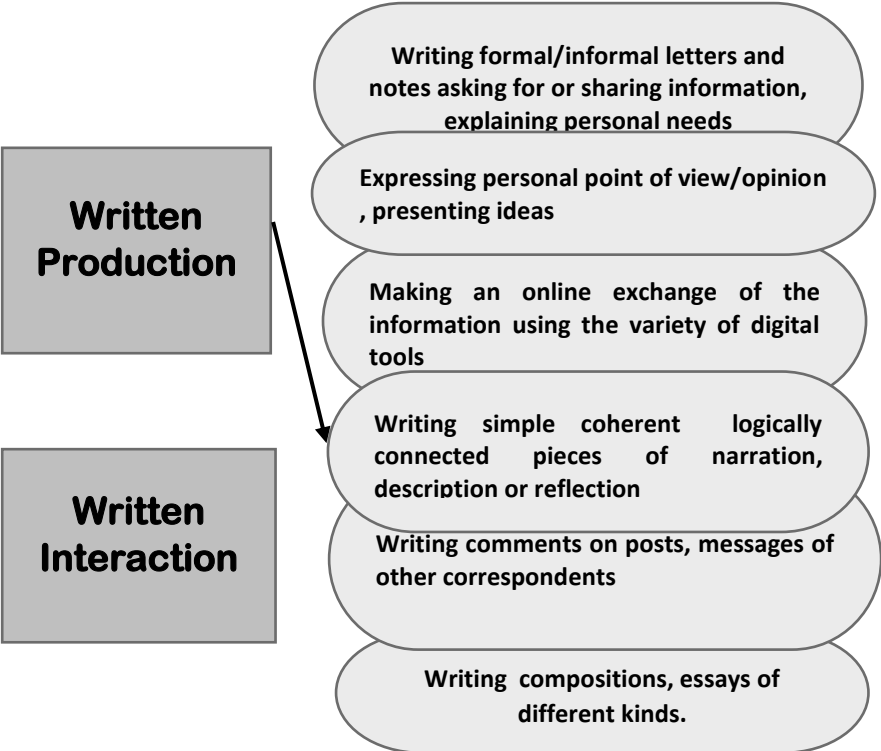 Writing formal/informal letters and
notes asking for or sharing information,
explaining personal needs
Expressing personal point of view/opinion
, presenting ideas
Written
Production
Making an online exchange of the
information using the variety of digital
tools
Writing simple coherent logically
connected pieces of narration,
description or reflection
Written
Interaction
Writing comments on posts, messages of
other correspondents
Writing compositions, essays of
different kinds.